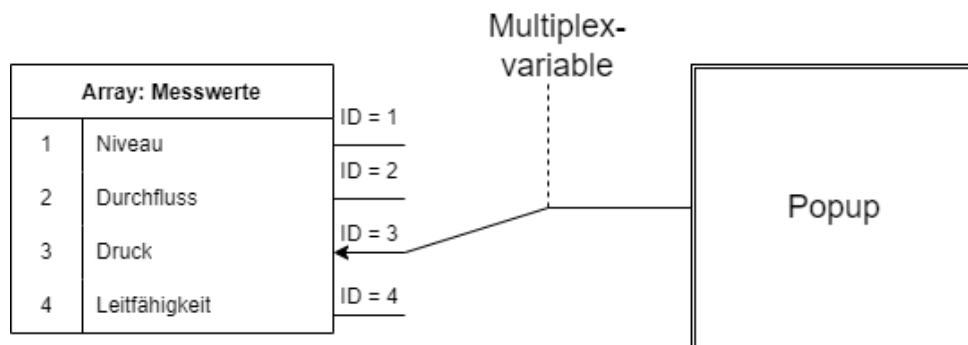 Multiplex-
variable
Array: Messwerte
ID = 1
1 Niveau
ID = 2
2 Durchfluss
ID = 3
3 Druck
ID = 4
4 Leitfähigkeit
Popup